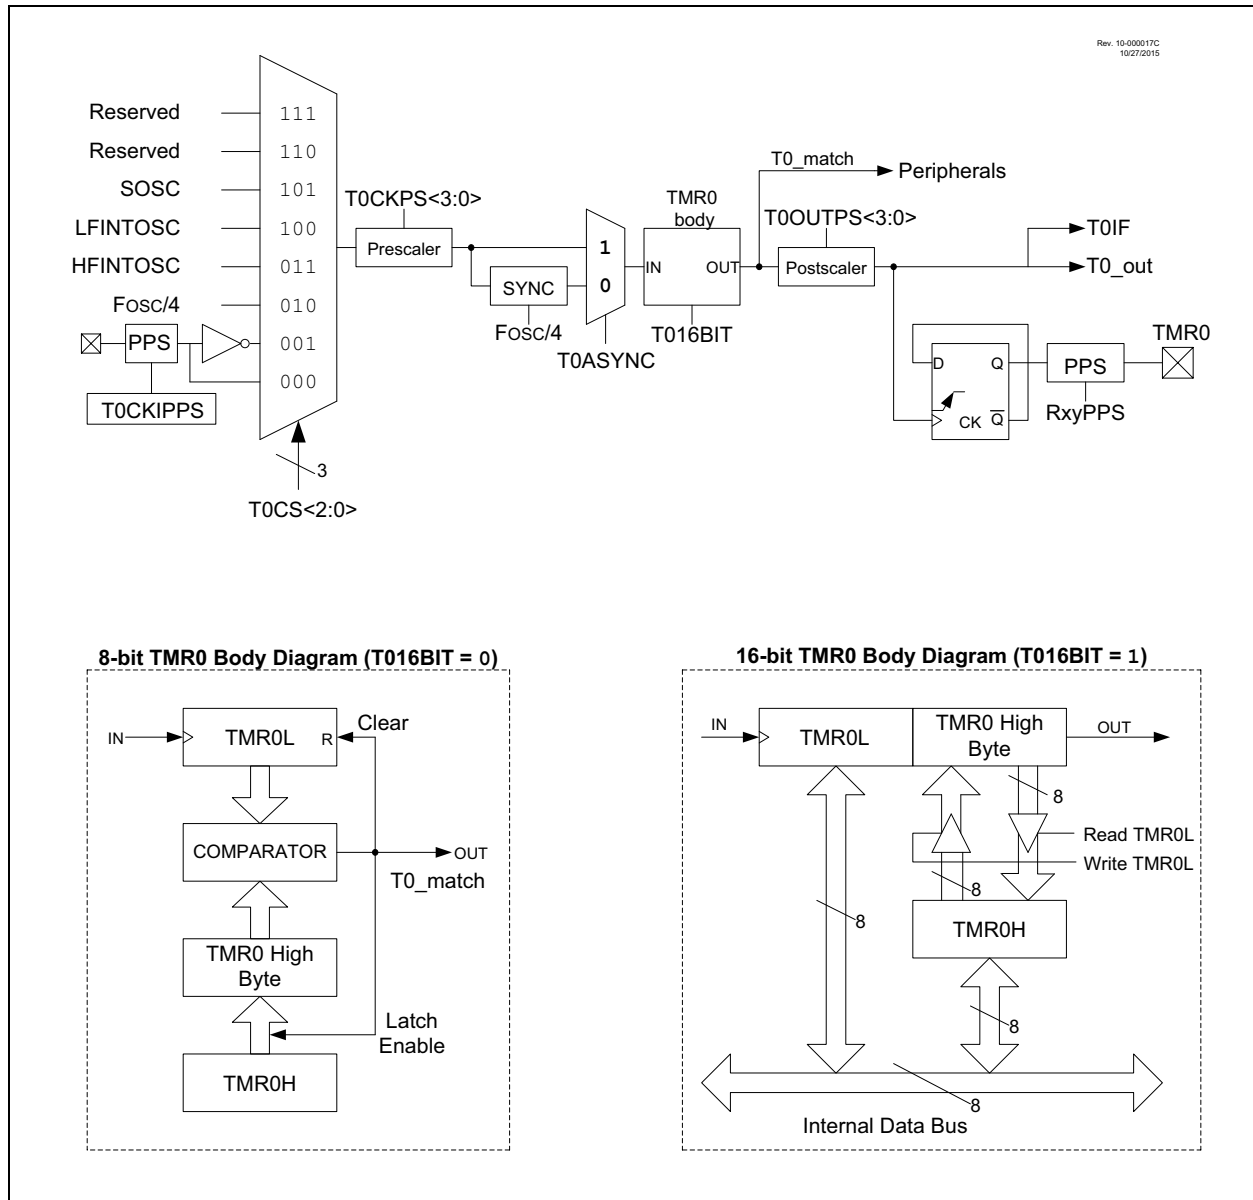 Rev. 10-000017C
10/27/2015
Reserved
111
Reserved
110
SOSC
101
LFINTOSC
100
HFINTOSC
011
FOSC/4
010
PPS
001
000
T0CKIPPS
3
T0CS<2:0>
T0CKPS<3:0>
Prescaler
SYNC
FOSC/4
1
0
T0ASYNC
TMR0
body
IN
OUT
T016BIT
T0_match
Peripherals
T0OUTPS<3:0>
Postscaler
T0IF
T0_out
D
Q
CK
Q
PPS
RxyPPS
TMR0
8-bit TMR0 Body Diagram (T016BIT = 0)
IN
TMR0L
R
Clear
COMPARATOR
OUT
T0_match
TMR0 High
Byte
Latch
Enable
TMR0H
16-bit TMR0 Body Diagram (T016BIT = 1)
IN
TMR0L
TMR0 High
Byte
OUT
8
Read TMR0L
Write TMR0L
8
8
TMR0H
8
8
Internal Data Bus